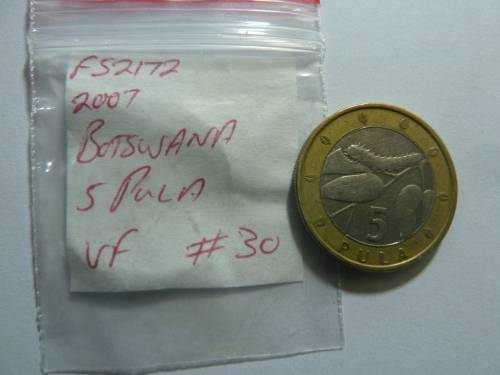 FS2172
2007
BOTSWANA
5 PULA
VF #30
5
PULA